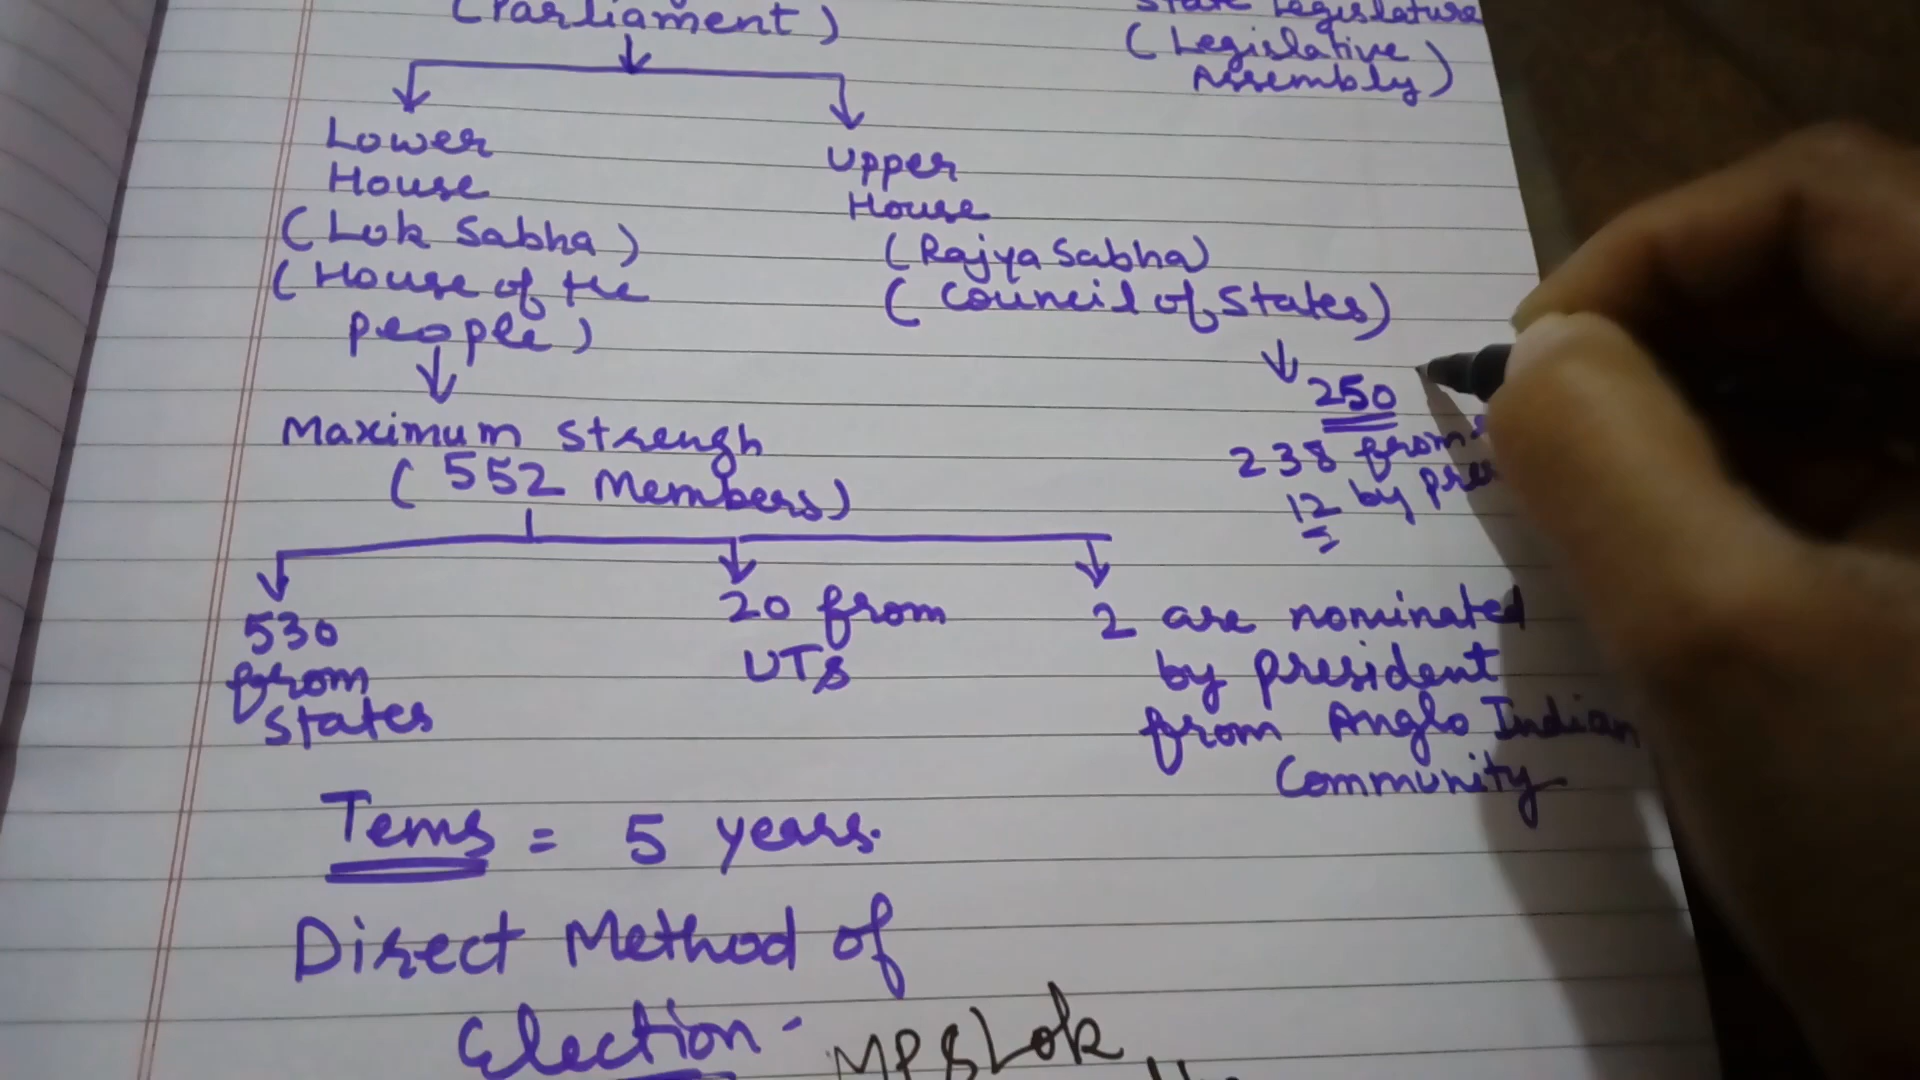 (Parliament)
State Legislature
(Legislative
Assembly)
Lower
House
(Lok Sabha)
(House of the
people)
Upper
House
(Rajya Sabha)
(Council of States)
250
238 from
12 by
Maximum Strengh
(552 Members)
530
from
States
20 from
UTs
2 are nominated
by president
from Anglo Indian
Community
Tems = 5 years.
Direct Method of
Election -
MPs Lok